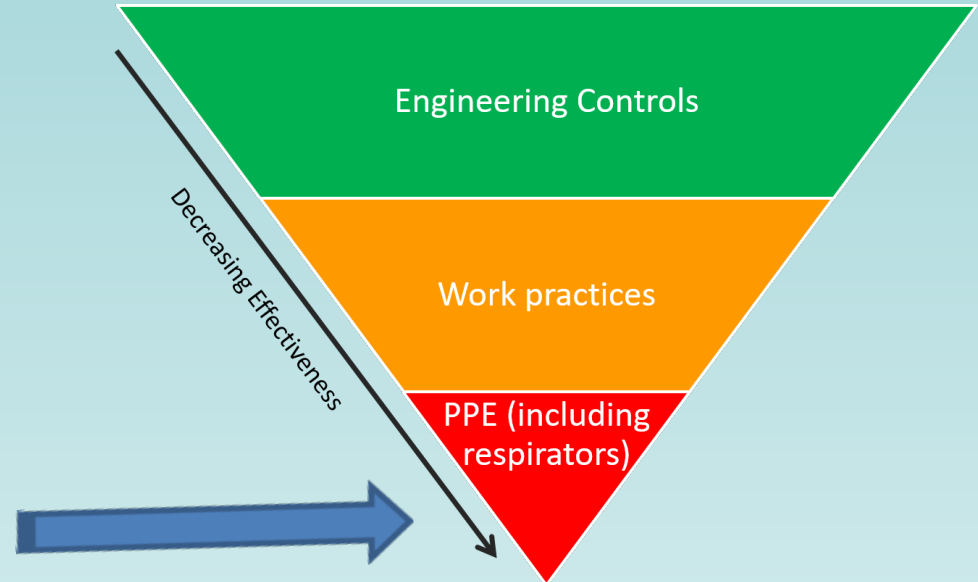 Engineering Controls
Decreasing Effectiveness
Work practices
PPE (including
respirators)